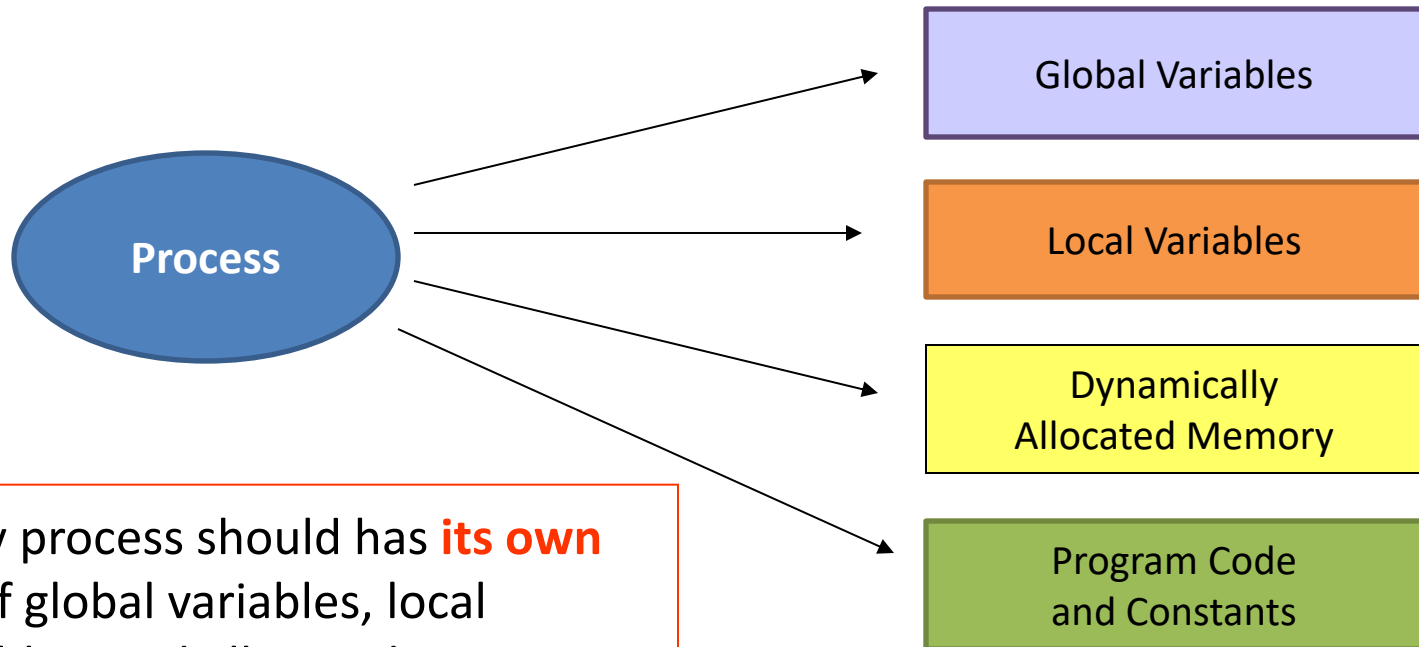 Global Variables
Process
Local Variables
Dynamically
Allocated Memory
Program Code
and Constants
process should has its own
global variables, local